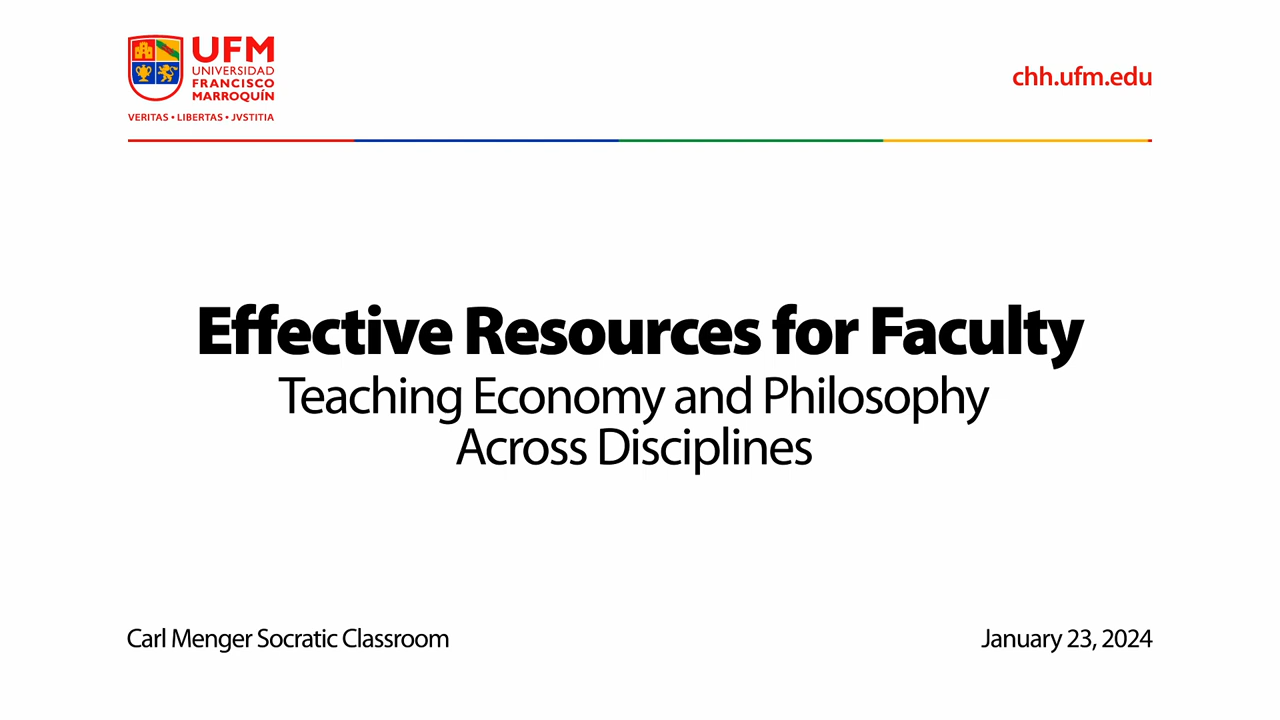 UFM
UNIVERSIDAD
FRANCISCO
MARROQUÍN
VERITAS • LIBERTAS • JVSTITIA
chh.ufm.edu
Effective Resources for Faculty
Teaching Economy and Philosophy
Across Disciplines
Carl Menger Socratic Classroom
January 23, 2024